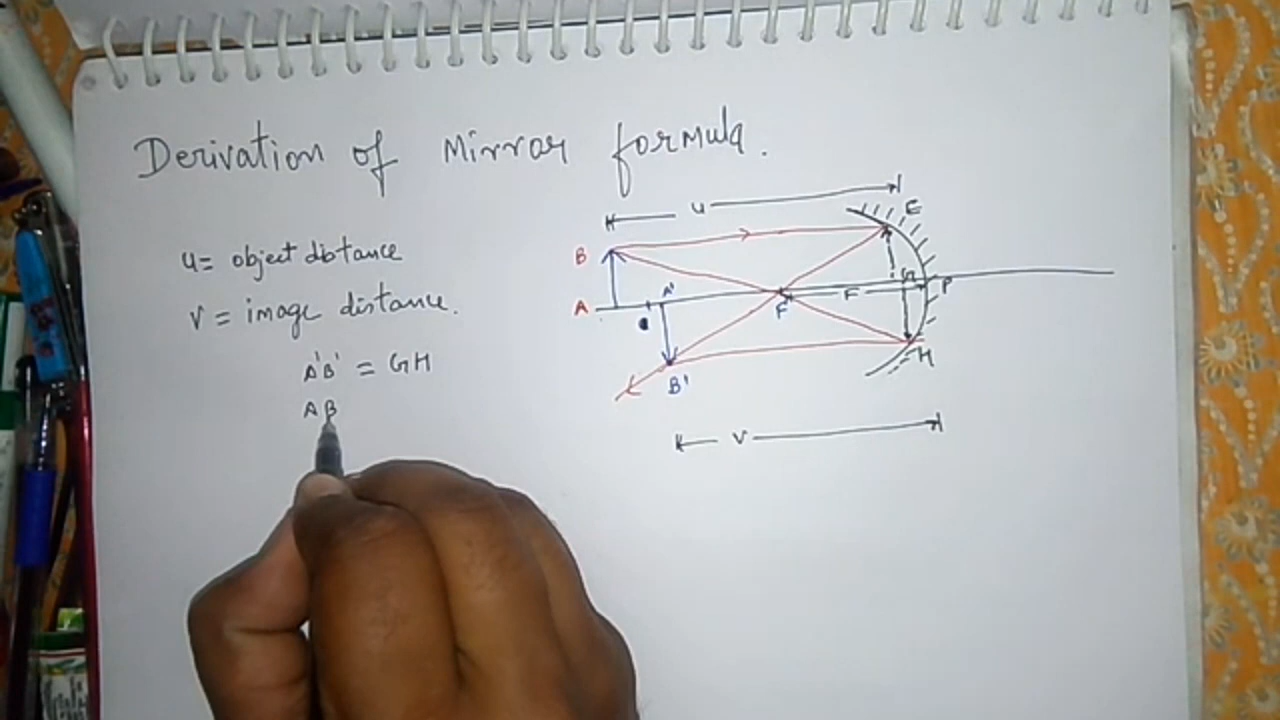 Derivation of Mirror formula.
u
E
u = object distance
B
v = image distance.
A
A'
F
F
G
P
A'B' = GH
B'
H
AB
v